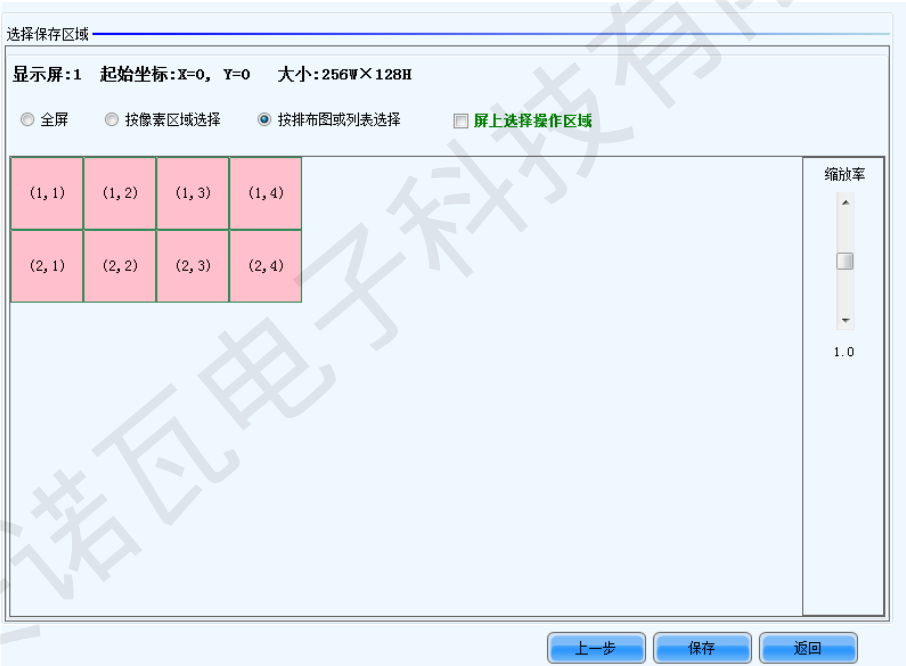 选择保存区域
显示屏:1 起始坐标:X=0, Y=0 大小:256W×128H
全屏 按像素区域选择 按排布图或列表选择 屏上选择操作区域
(1,1) (1,2) (1,3) (1,4)
(2,1) (2,2) (2,3) (2,4)
缩放率
1.0
上一步 保存 返回
诺瓦电子科技有